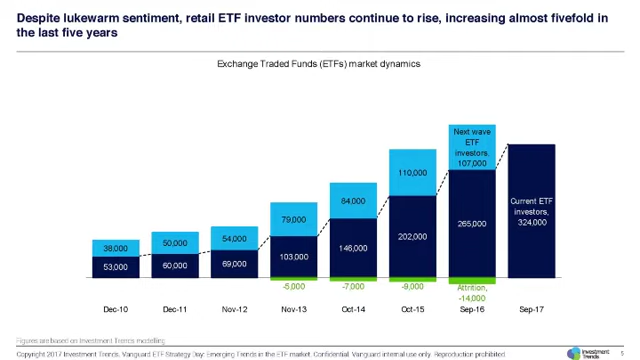 Despite lukewarm sentiment, retail ETF investor numbers continue to rise, increasing almost fivefold in
the last five years
Exchange Traded Funds (ETFs) market dynamics
Next wave
ETF
investors,
107,000
110,000
84,000
79,000
54,000
50,000
38,000
Current ETF
investors,
324,000
265,000
202,000
146,000
103,000
69,000
60,000
53,000
-5,000
-7,000
-9,000
Attrition,
-14,000
Dec-10
Dec-11
Nov-12
Nov-13
Oct-14
Oct-15
Sep-16
Sep-17
Figures are based on Investment Trends modelling
Copyright 2017 Investment Trends. Vanguard ETF Strategy Day: Emerging Trends in the ETF market. Confidential. Vanguard internal use only. Reproduction prohibited
Investment
Trends
5